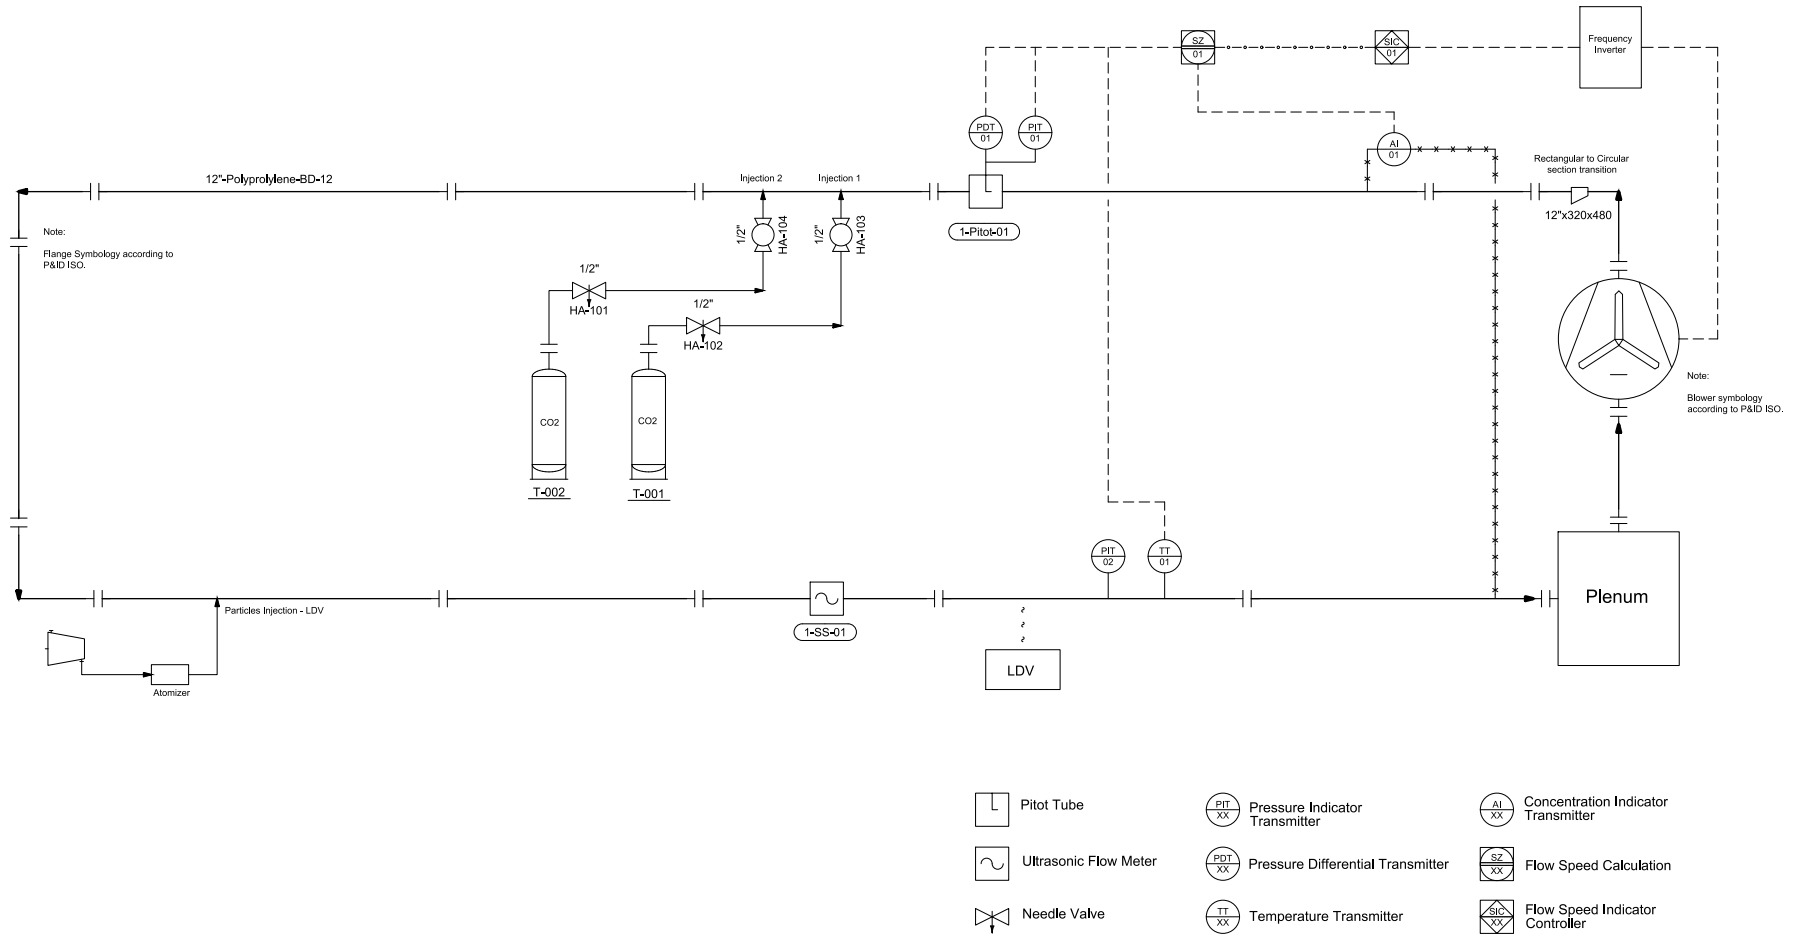 SZ
01
SIC
01
Frequency
Inverter
PDT
01
PIT
01
AI
01
Rectangular to Circular
section transition
12"x320x480
12"-Polyprolylene-BD-12
Injection 2
Injection 1
1/2"
HA-104
1/2"
HA-103
1-Pitot-01
Note:
Flange Symbology according to
P&ID ISO.
1/2"
HA-101
1/2"
HA-102
CO2
CO2
T-002
T-001
Note:
Blower symbology
according to P&ID ISO.
PIT
02
TT
01
Plenum
Particles Injection - LDV
1-SS-01
LDV
Atomizer
Pitot Tube
PIT
XX
Pressure Indicator
Transmitter
AI
XX
Concentration Indicator
Transmitter
Ultrasonic Flow Meter
PDT
XX
Pressure Differential Transmitter
SZ
XX
Flow Speed Calculation
Needle Valve
TT
XX
Temperature Transmitter
SIC
XX
Flow Speed Indicator
Controller